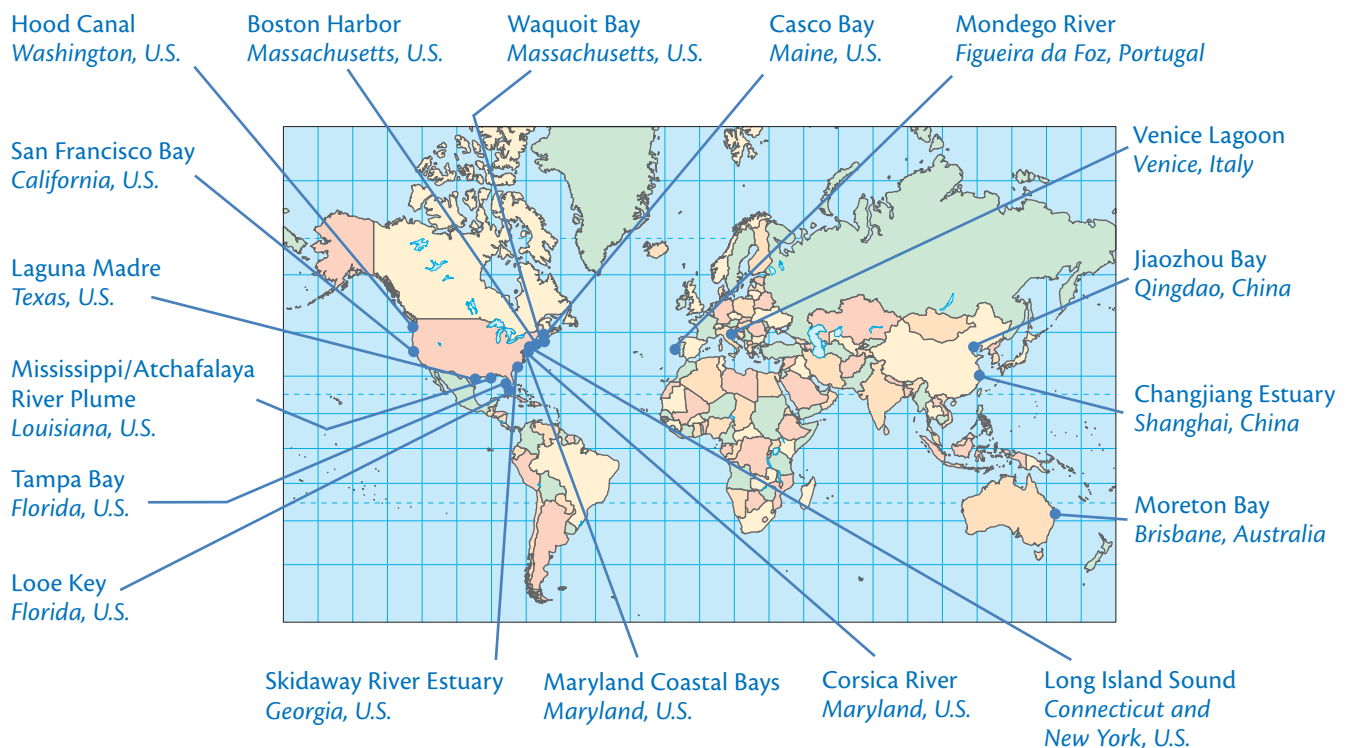 Hood Canal
Washington, U.S.
Boston Harbor
Massachusetts, U.S.
Waquoit Bay
Massachusetts, U.S.
Casco Bay
Maine, U.S.
Mondego River
Figueira da Foz, Portugal
San Francisco Bay
California, U.S.
Venice Lagoon
Venice, Italy
Laguna Madre
Texas, U.S.
Jiaozhou Bay
Qingdao, China
Mississippi/Atchafalaya
River Plume
Louisiana, U.S.
Changjiang Estuary
Shanghai, China
Tampa Bay
Florida, U.S.
Moreton Bay
Brisbane, Australia
Looe Key
Florida, U.S.
Skidaway River Estuary
Georgia, U.S.
Maryland Coastal Bays
Maryland, U.S.
Corsica River
Maryland, U.S.
Long Island Sound
Connecticut and
New York, U.S.